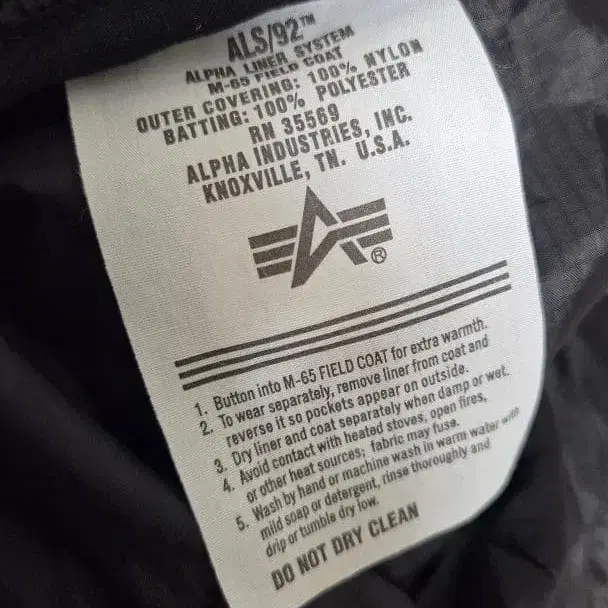 ALS/92™
ALPHA LINER SYSTEM
M-65 FIELD COAT
OUTER COVERING: 100% NYLON
BATTING: 100% POLYESTER
RN 35569
ALPHA INDUSTRIES, INC.
KNOXVILLE, TN. U.S.A.
®
1. Button into M-65 FIELD COAT for extra warmth.
2. To wear separately, remove liner from coat and
reverse it so pockets appear on outside.
3. Dry liner and coat separately when damp or wet.
4. Avoid contact with heated stoves, open fires,
or other heat sources; fabric may fuse.
5. Wash by hand or machine wash in warm water with
mild soap or detergent, rinse thoroughly and
drip or tumble dry low.
DO NOT DRY CLEAN